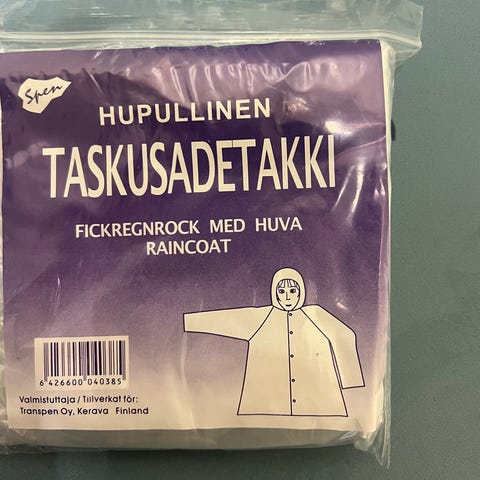 Spen
HUPULLINEN
TASKUSADETAKKI
FICKREGNROCK MED HUVA
RAINCOAT
6 426600 040385
Valmistuttaja / Tillverkat för:
Transpen Oy, Kerava Finland